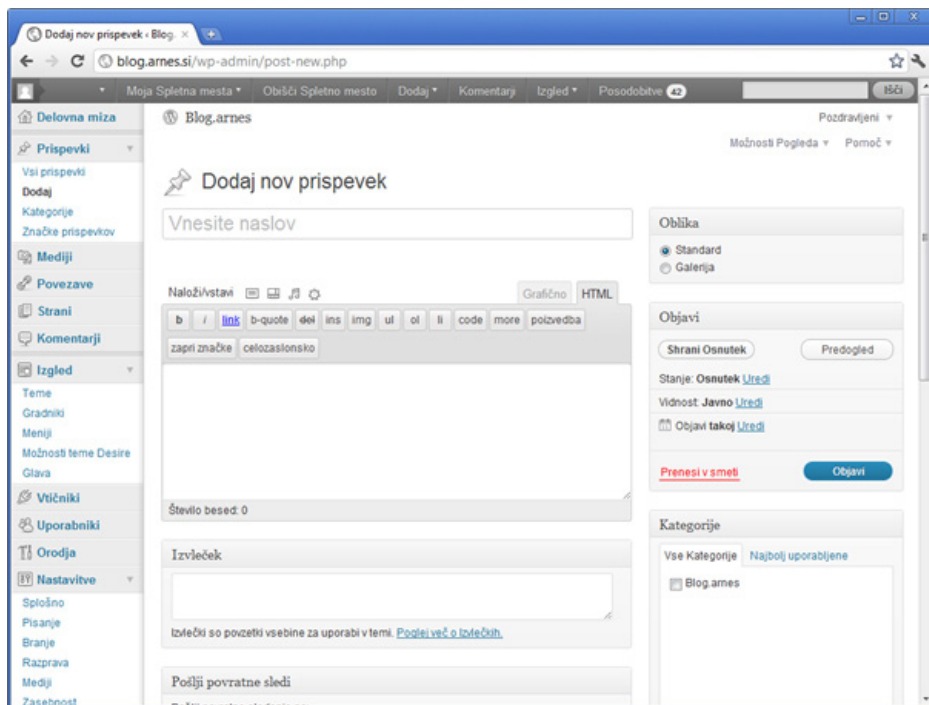 Dodaj nov prispevek ‹ Blog.
blog.arnes.si/wp-admin/post-new.php
Moja Spletna mesta Obišči Spletno mesto Dodaj Komentarji Izgled Posodobitve 42 Išči
Delovna miza
Prispevki
Vsi prispevki
Dodaj
Kategorije
Značke prispevkov
Mediji
Povezave
Strani
Komentarji
Izgled
Teme
Gradniki
Meniji
Možnosti teme Desire
Glava
Vtičniki
Uporabniki
Orodja
Nastavitve
Splošno
Pisanje
Branje
Razprava
Mediji
Zasebnost
Blog.arnes
Pozdravljeni
Možnosti Pogleda Pomoč
Dodaj nov prispevek
Vnesite naslov
Naloži/vstavi
Grafično HTML
b i link b-quote del ins img ul ol li code more poizvedba
zapri značke celozaslonsko
Število besed: 0
Izvleček
Izvlečki so povzetki vsebine za uporabi v temi. Poglej več o Izvlečkih.
Pošlji povratne sledi
Oblika
Standard
Galerija
Objavi
Shrani Osnutek Predogled
Stanje: Osnutek Uredi
Vidnost: Javno Uredi
Objavi takoj Uredi
Prenesi v smeti Objavi
Kategorije
Vse Kategorije Najbolj uporabljene
Blog.arnes